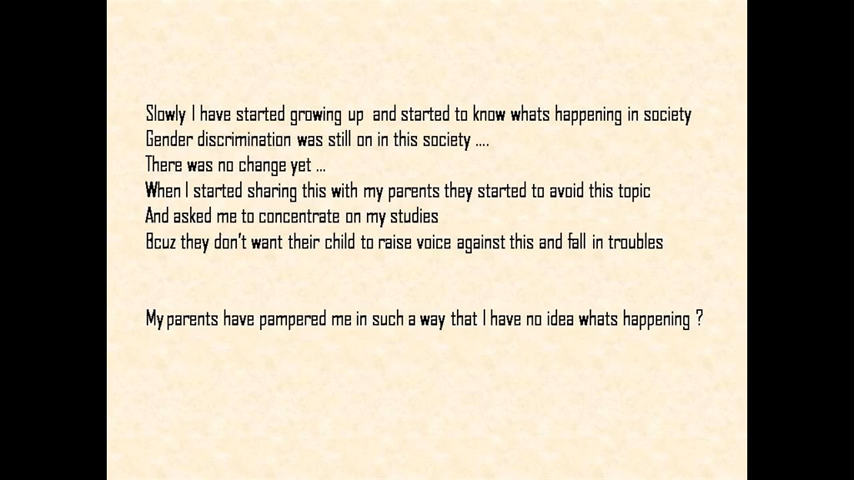 Slowly I have started growing up and started to know whats happening in society
Gender discrimination was still on in this society ....
There was no change yet ...
When I started sharing this with my parents they started to avoid this topic
And asked me to concentrate on my studies
Bcuz they don't want their child to raise voice against this and fall in troubles
My parents have pampered me in such a way that I have no idea whats happening ?